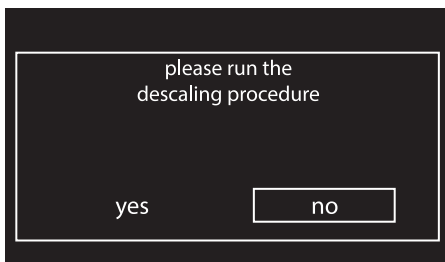 please run the
descaling procedure
yes no